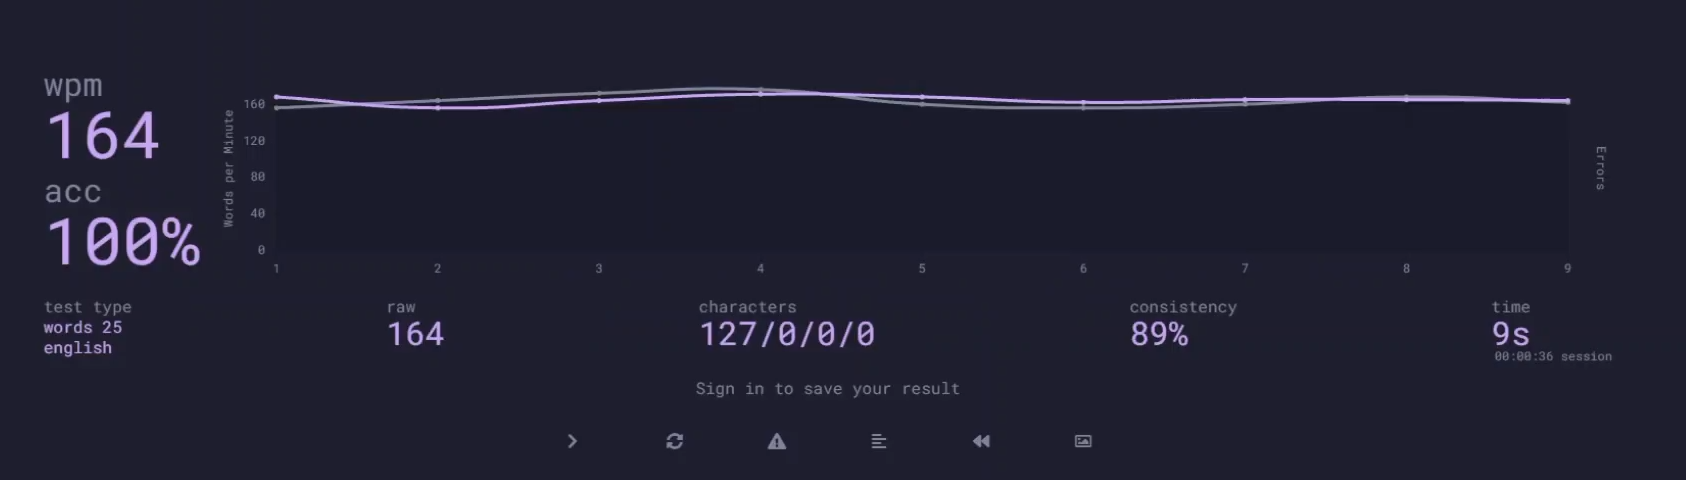 wpm
164
acc
100%
Words per Minute
160
120
80
40
0
1 2 3 4 5 6 7 8 9
Errors
test type
words 25
english
raw
164
characters
127/0/0/0
consistency
89%
time
9s
00:00:36 session
Sign in to save your result